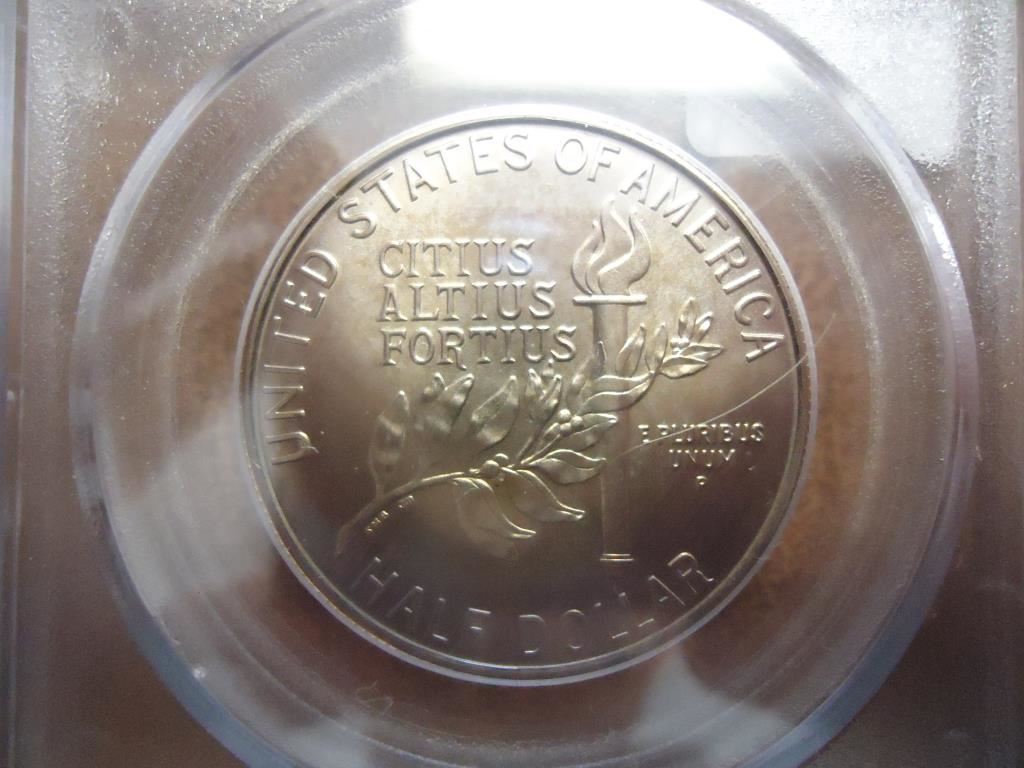 UNITED STATES OF AMERICA
CITIUS
ALTIUS
FORTIUS
E PLURIBUS
UNUM
P
HALF DOLLAR